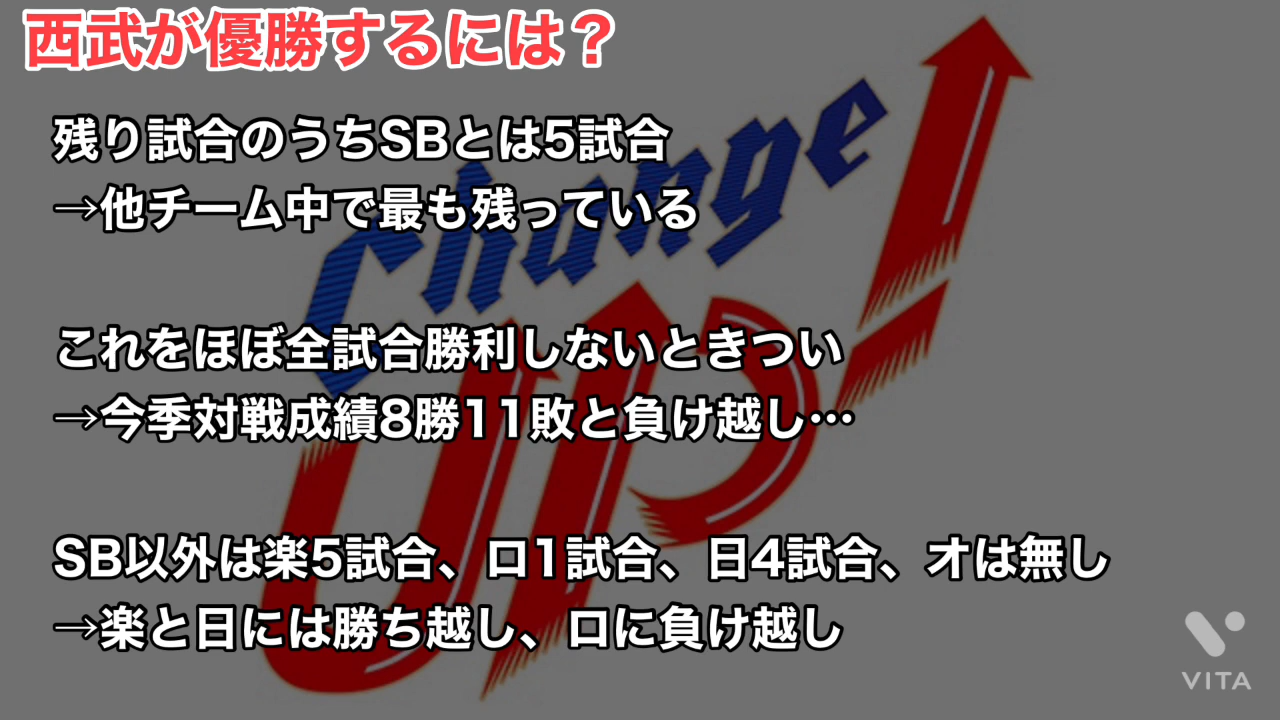 西武が優勝するには？
残り試合のうちSBとは5試合
→他チーム中で最も残っている
これをほぼ全試合勝利しないときつい
→今季対戦成績8勝11敗と負け越し…
SB以外は楽5試合、ロ1試合、日4試合、オは無し
→楽と日には勝ち越し、ロに負け越し
Change
UP!
VITA